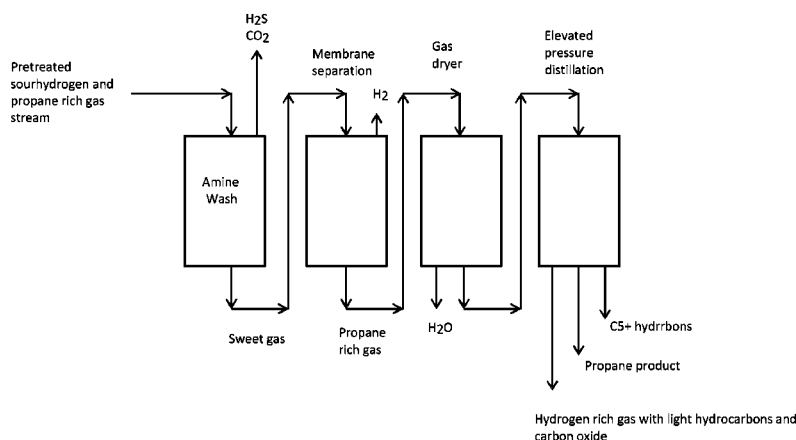 H2S
CO2
Pretreated
sourhydrogen and
propane rich gas
stream
Membrane
separation
H2
Gas
dryer
Elevated
pressure
distillation
Amine
Wash
Sweet gas
Propane
rich gas
H2O
C5+ hydrrbons
Propane product
Hydrogen rich gas with light hydrocarbons and
carbon oxide